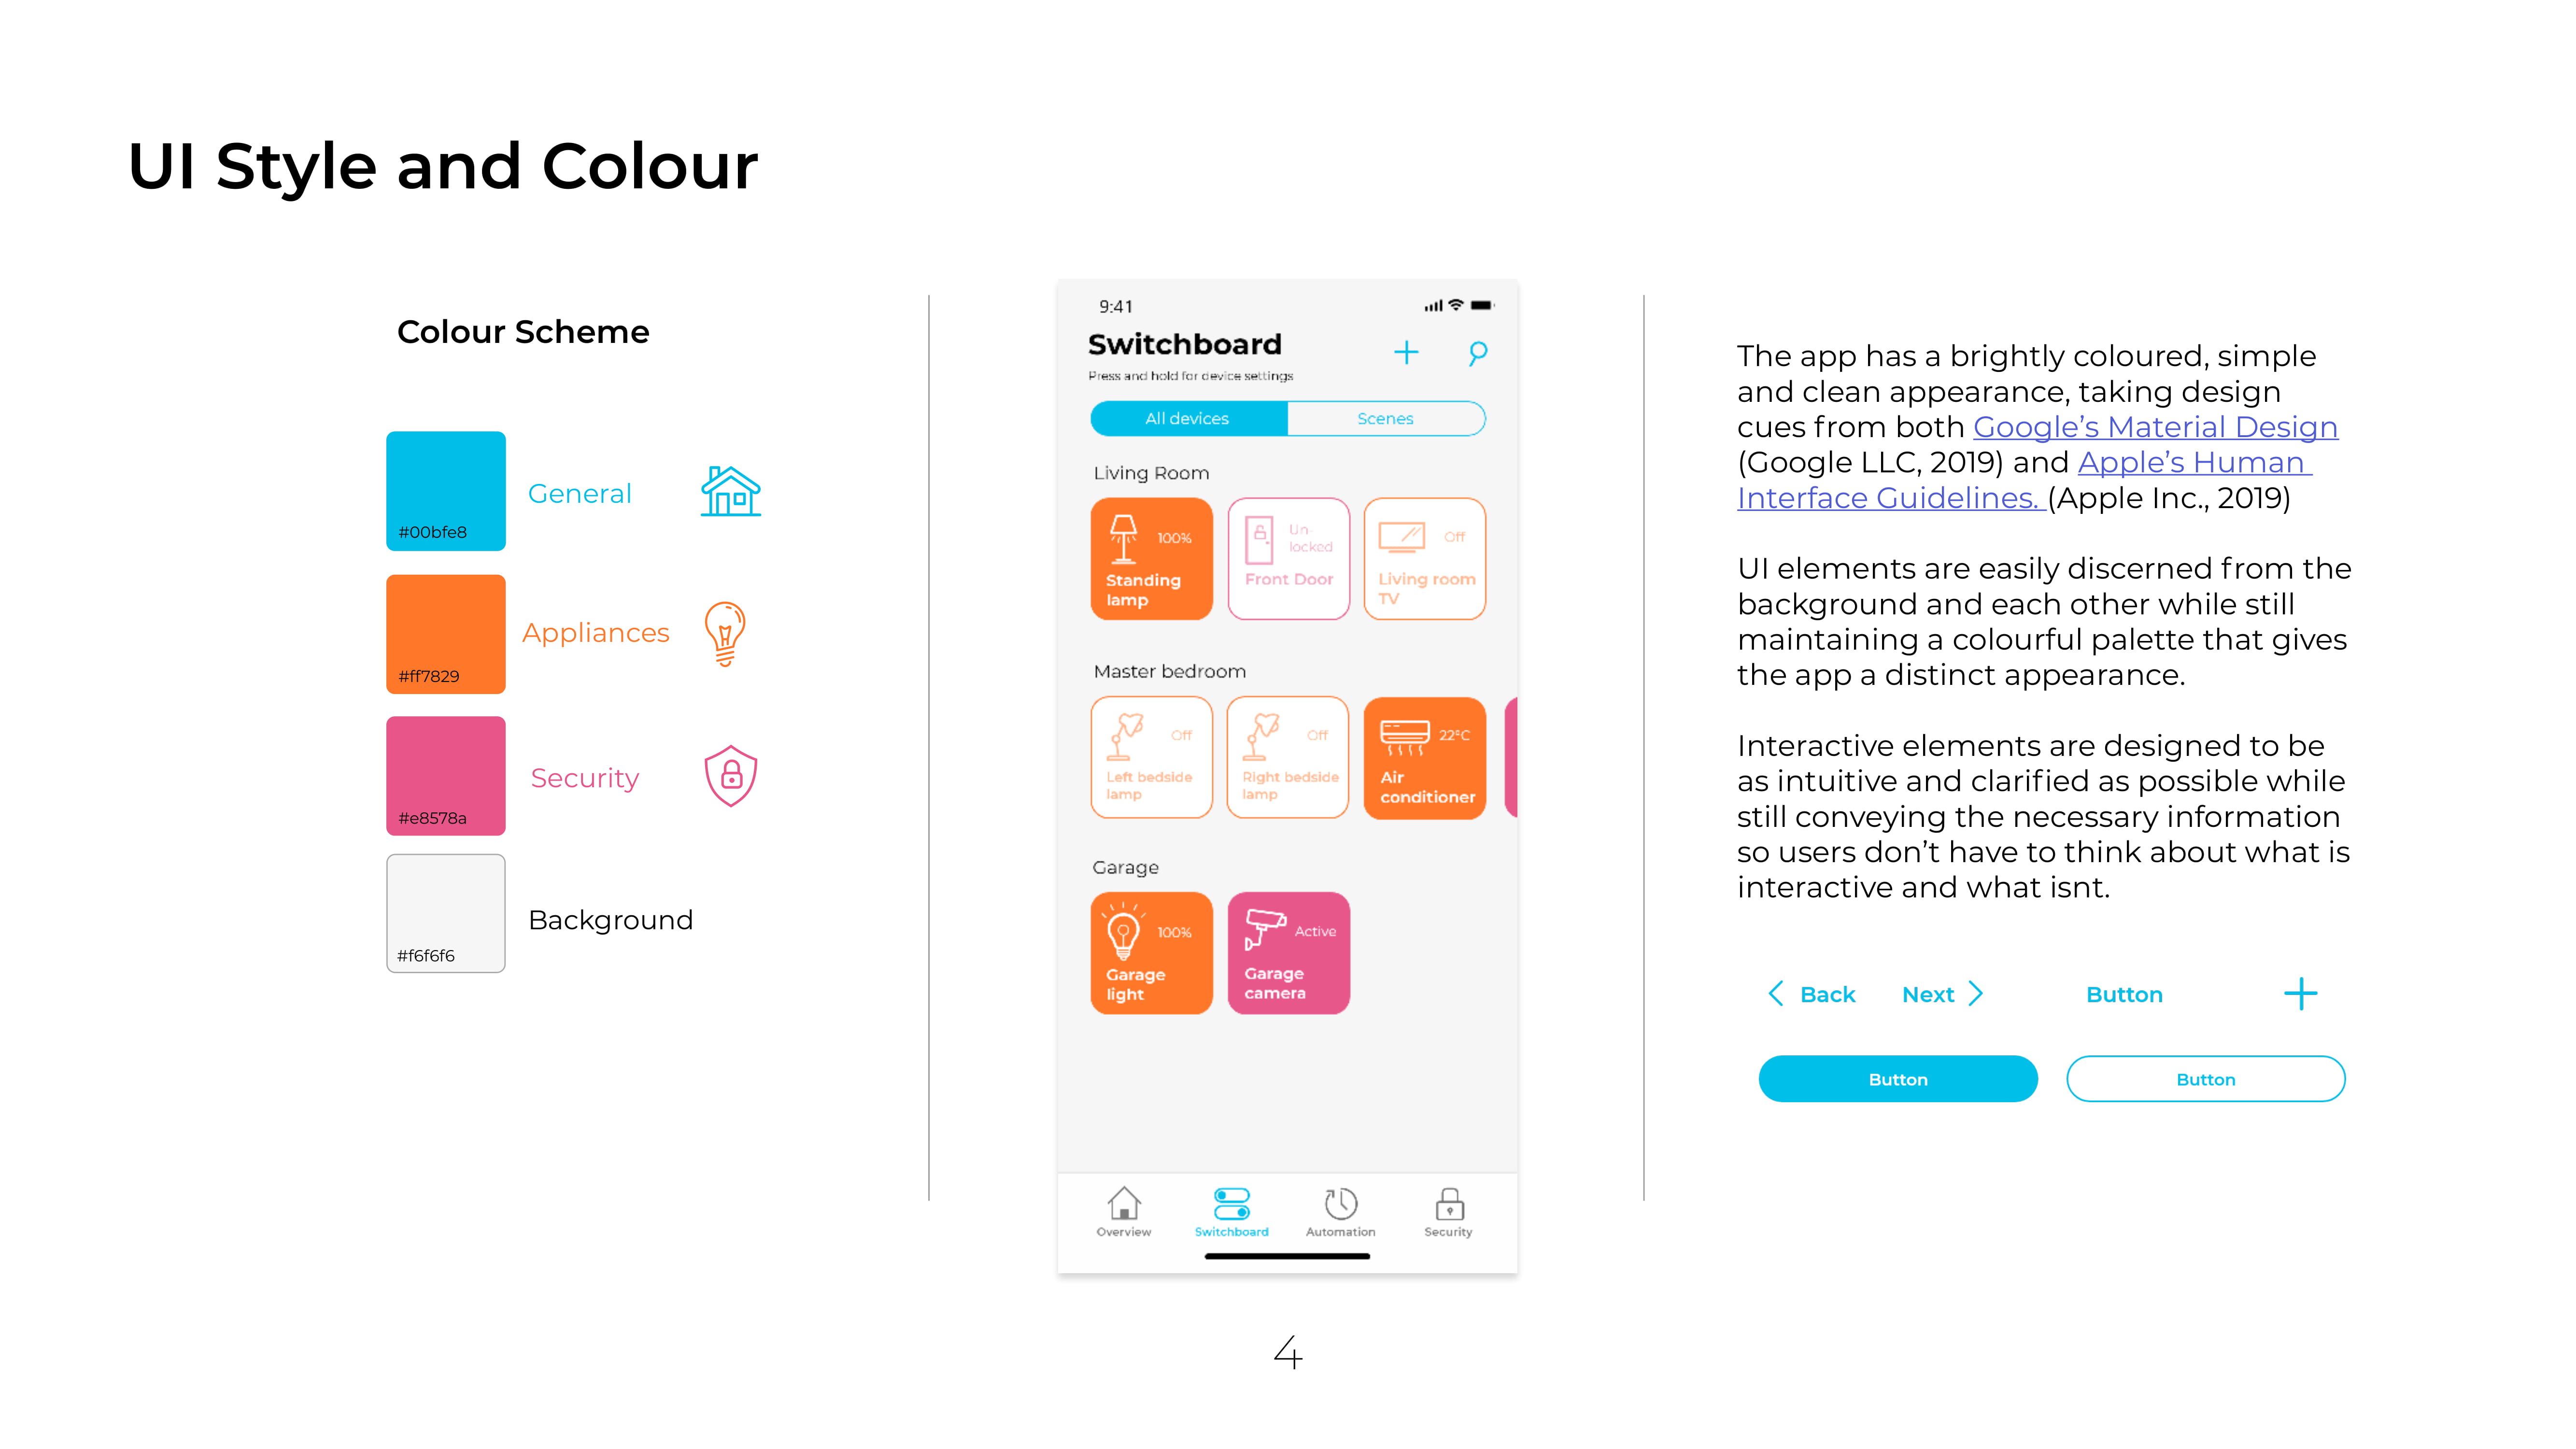 UI Style and Colour
Colour Scheme
#00bfe8
General
#ff7829
Appliances
#e8578a
Security
#f6f6f6
Background
9:41
Switchboard
Press and hold for device settings
All devices
Scenes
Living Room
100%
Standing
lamp
Un-
locked
Front Door
Off
Living room
TV
Master bedroom
Off
Left bedside
lamp
Off
Right bedside
lamp
22°C
Air
conditioner
Garage
100%
Garage
light
Active
Garage
camera
Overview
Switchboard
Automation
Security
The app has a brightly coloured, simple
and clean appearance, taking design
cues from both Google’s Material Design
(Google LLC, 2019) and Apple’s Human
Interface Guidelines. (Apple Inc., 2019)
UI elements are easily discerned from the
background and each other while still
maintaining a colourful palette that gives
the app a distinct appearance.
Interactive elements are designed to be
as intuitive and clarified as possible while
still conveying the necessary information
so users don’t have to think about what is
interactive and what isnt.
Back
Next
Button
Button
Button
4